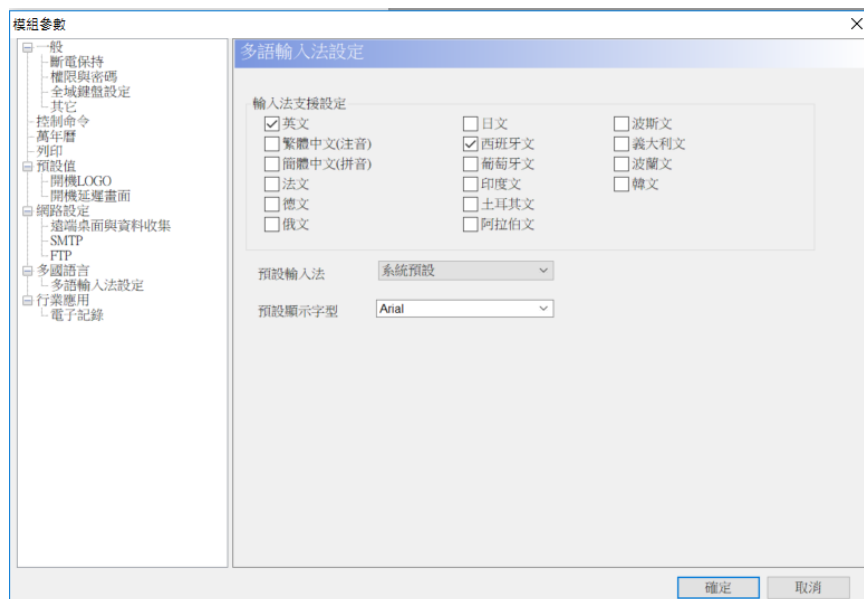 模組參數
一般
斷電保持
權限與密碼
全域鍵盤設定
其它
控制命令
萬年曆
列印
預設值
開機LOGO
開機延遲畫面
網路設定
遠端桌面與資料收集
SMTP
FTP
多國語言
多語輸入法設定
行業應用
電子記錄
多語輸入法設定
輸入法支援設定
英文
日文
波斯文
繁體中文(注音)
西班牙文
義大利文
簡體中文(拼音)
葡萄牙文
波蘭文
法文
印度文
韓文
德文
土耳其文
俄文
阿拉伯文
預設輸入法
系統預設
預設顯示字型
Arial
確定
取消